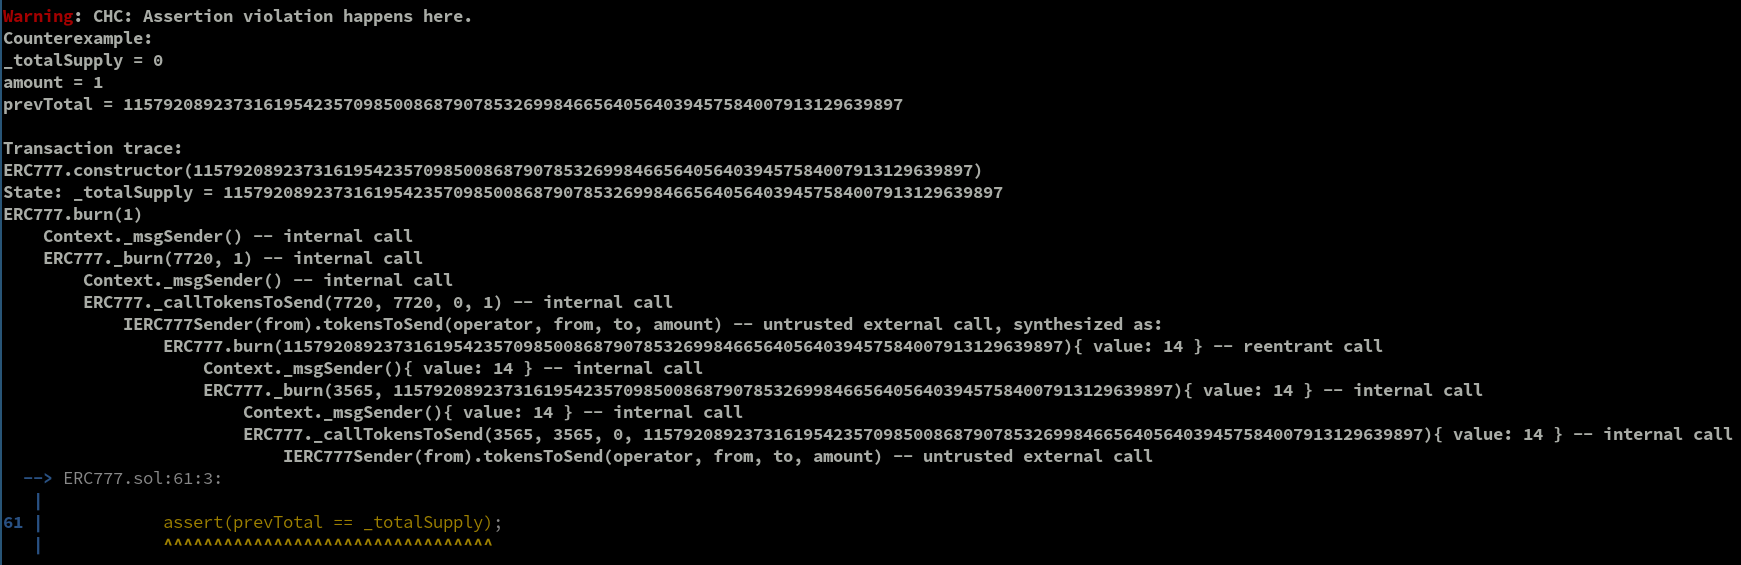 Warning: CHC: Assertion violation happens here.
Counterexample:
_totalSupply = 0
amount = 1
prevTotal = 115792089237316195423570985008687907853269984665640564039457584007913129639897

Transaction trace:
ERC777.constructor(115792089237316195423570985008687907853269984665640564039457584007913129639897)
State: _totalSupply = 115792089237316195423570985008687907853269984665640564039457584007913129639897
ERC777.burn(1)
    Context._msgSender() -- internal call
    ERC777._burn(7720, 1) -- internal call
        Context._msgSender() -- internal call
        ERC777._callTokensToSend(7720, 7720, 0, 1) -- internal call
            IERC777Sender(from).tokensToSend(operator, from, to, amount) -- untrusted external call, synthesized as:
                ERC777.burn(115792089237316195423570985008687907853269984665640564039457584007913129639897){ value: 14 } -- reentrant call
                    Context._msgSender(){ value: 14 } -- internal call
                    ERC777._burn(3565, 115792089237316195423570985008687907853269984665640564039457584007913129639897){ value: 14 } -- internal call
                        Context._msgSender(){ value: 14 } -- internal call
                        ERC777._callTokensToSend(3565, 3565, 0, 115792089237316195423570985008687907853269984665640564039457584007913129639897){ value: 14 } -- internal call
                            IERC777Sender(from).tokensToSend(operator, from, to, amount) -- untrusted external call
  --> ERC777.sol:61:3:
   |
61 |            assert(prevTotal == _totalSupply);
   |            ^^^^^^^^^^^^^^^^^^^^^^^^^^^^^^^^^